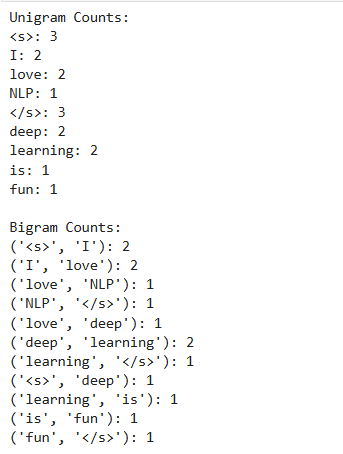 Unigram Counts:
<s>: 3
I: 2
love: 2
NLP: 1
</s>: 3
deep: 2
learning: 2
is: 1
fun: 1

Bigram Counts:
('<s>', 'I'): 2
('I', 'love'): 2
('love', 'NLP'): 1
('NLP', '</s>'): 1
('love', 'deep'): 1
('deep', 'learning'): 2
('learning', '</s>'): 1
('<s>', 'deep'): 1
('learning', 'is'): 1
('is', 'fun'): 1
('fun', '</s>'): 1